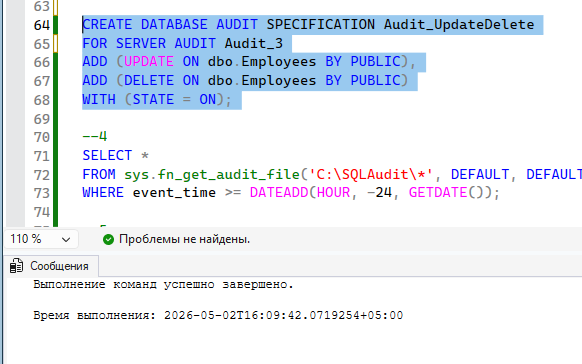 63
64 CREATE DATABASE AUDIT SPECIFICATION Audit_UpdateDelete
65 FOR SERVER AUDIT Audit_3
66 ADD (UPDATE ON dbo.Employees BY PUBLIC),
67 ADD (DELETE ON dbo.Employees BY PUBLIC)
68 WITH (STATE = ON);
69
70 --4
71 SELECT *
72 FROM sys.fn_get_audit_file('C:\SQLAudit\*', DEFAULT, DEFAULT
73 WHERE event_time >= DATEADD(HOUR, -24, GETDATE());
74
110 %
Проблемы не найдены.
Сообщения
Выполнение команд успешно завершено.
Время выполнения: 2026-05-02T16:09:42.0719254+05:00